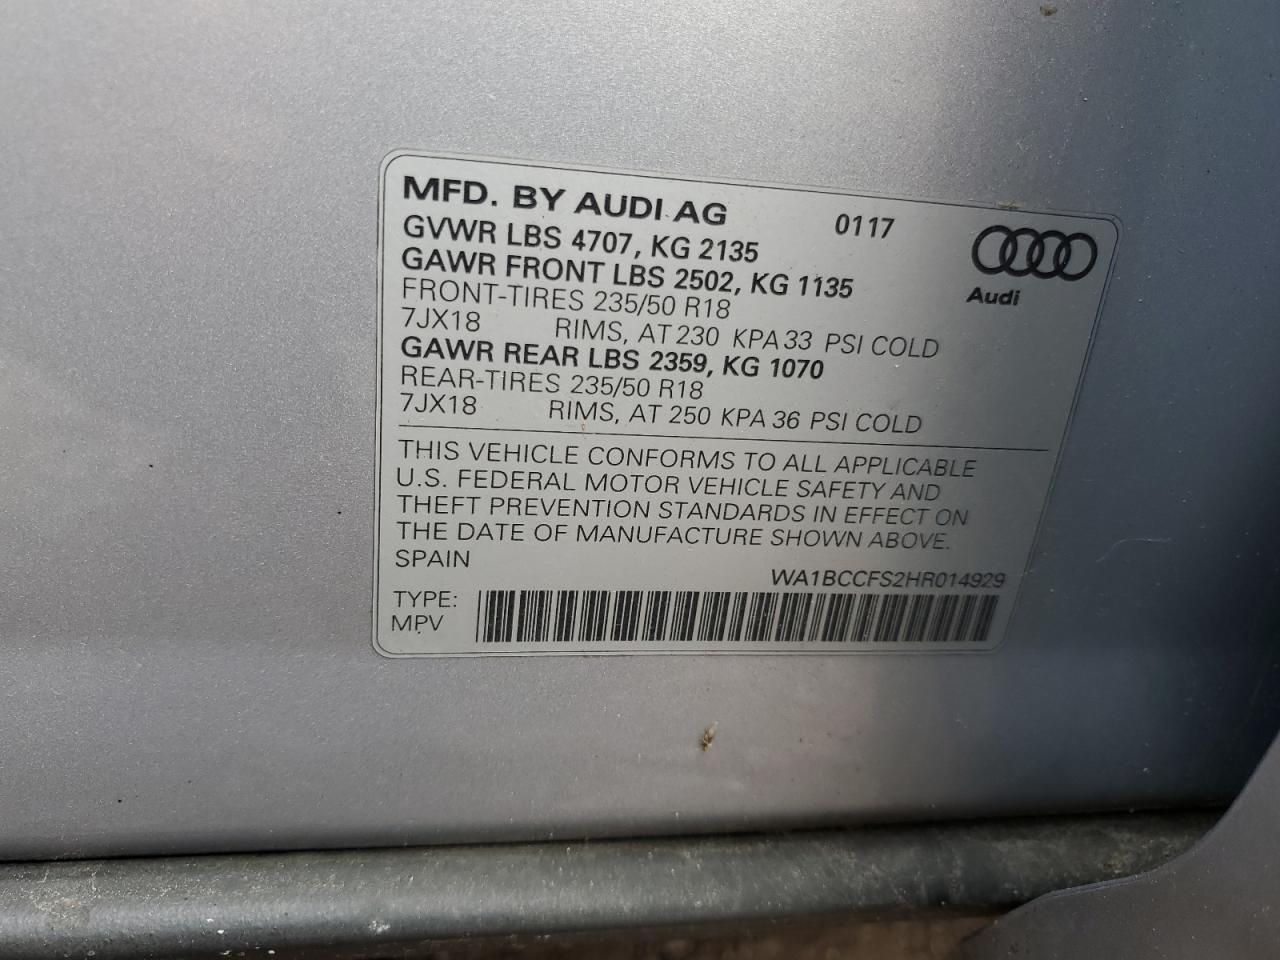 MFD. BY AUDI AG 0117
GVWR LBS 4707, KG 2135
GAWR FRONT LBS 2502, KG 1135
Audi
FRONT-TIRES 235/50 R18
7JX18 RIMS, AT 230 KPA 33 PSI COLD
GAWR REAR LBS 2359, KG 1070
REAR-TIRES 235/50 R18
7JX18 RIMS, AT 250 KPA 36 PSI COLD
THIS VEHICLE CONFORMS TO ALL APPLICABLE
U.S. FEDERAL MOTOR VEHICLE SAFETY AND
THEFT PREVENTION STANDARDS IN EFFECT ON
THE DATE OF MANUFACTURE SHOWN ABOVE.
SPAIN
WA1BCCFS2HR014929
TYPE:
MPV